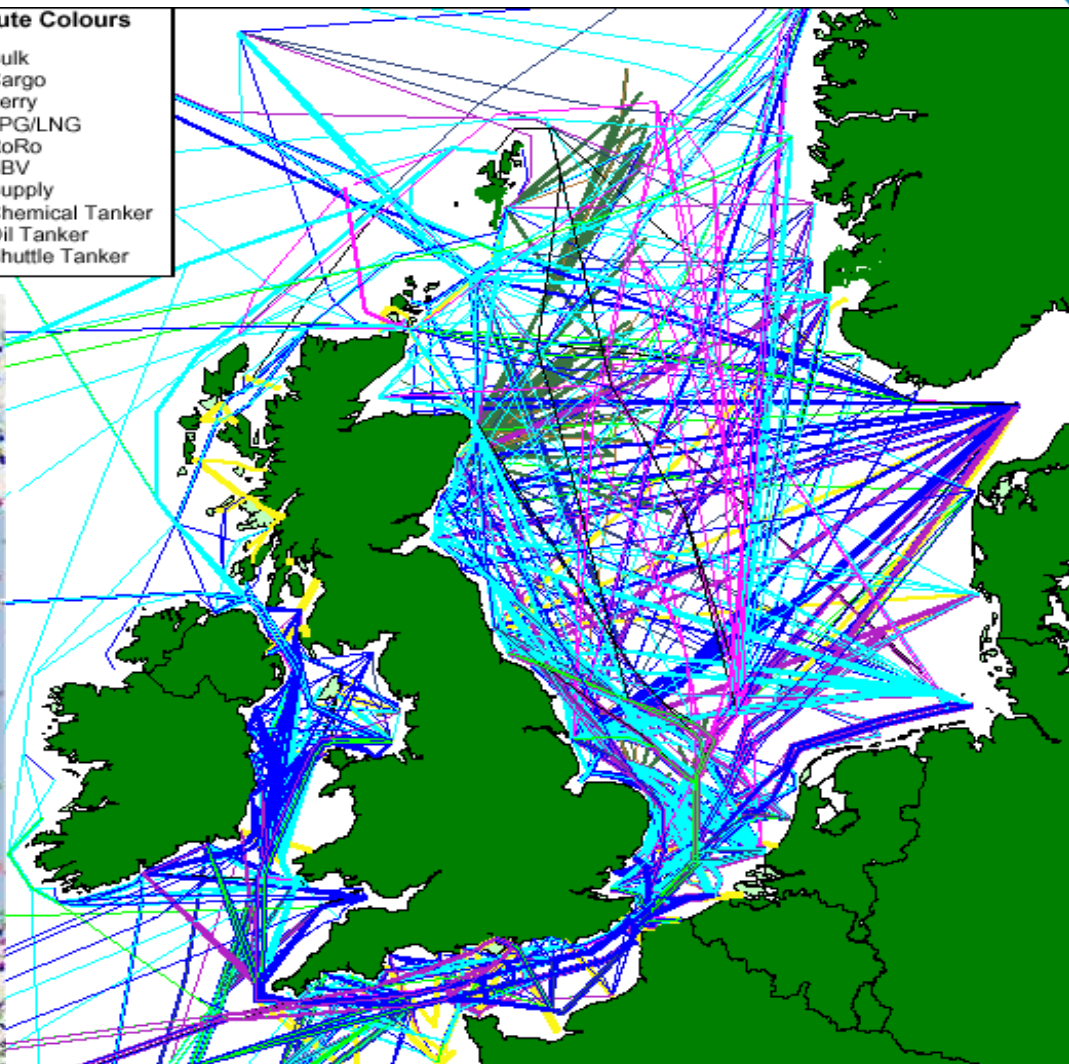 ute Colours
ulk
argo
erry
PG/LNG
oRo
BV
upply
hemical Tanker
il Tanker
huttle Tanker